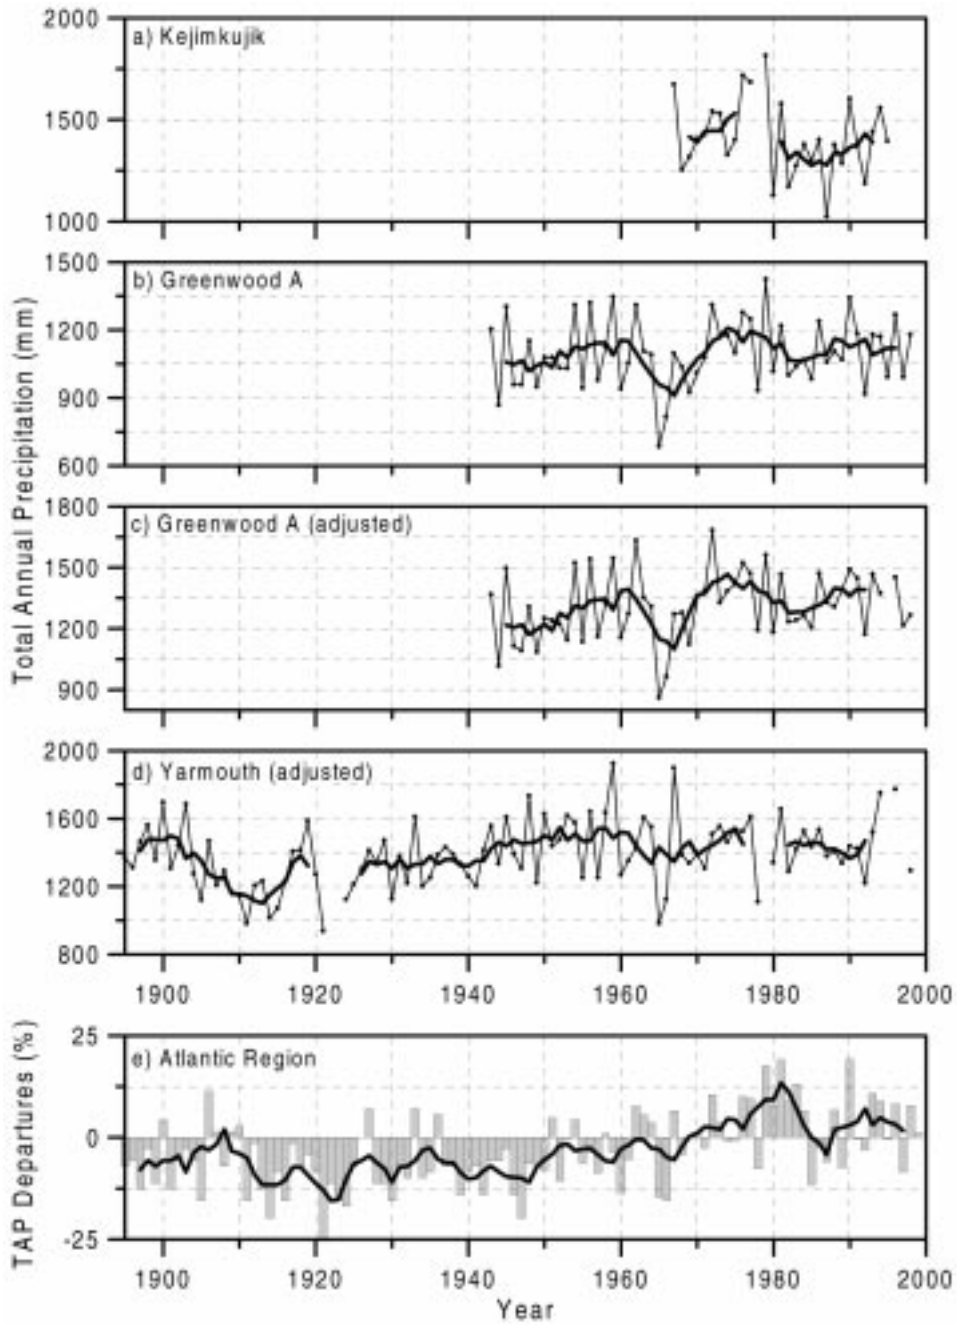 2000
a) Kejimkujik
1500
1000
1500
b) Greenwood A
1200
900
600
Total Annual Precipitation (mm)
1800
c) Greenwood A (adjusted)
1500
1200
900
2000
d) Yarmouth (adjusted)
1600
1200
800
1900 1920 1940 1960 1980 2000
TAP Departures (%)
25
e) Atlantic Region
0
-25
1900 1920 1940 1960 1980 2000
Year